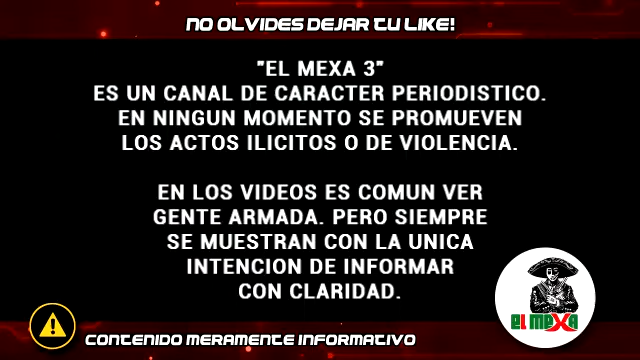 NO OLVIDES DEJAR TU LIKE!
"EL MEXA 3"
ES UN CANAL DE CARACTER PERIODISTICO.
EN NINGUN MOMENTO SE PROMUEVEN
LOS ACTOS ILICITOS O DE VIOLENCIA.
EN LOS VIDEOS ES COMUN VER
GENTE ARMADA. PERO SIEMPRE
SE MUESTRAN CON LA UNICA
INTENCION DE INFORMAR
CON CLARIDAD.
EL MEXA
CONTENIDO MERAMENTE INFORMATIVO